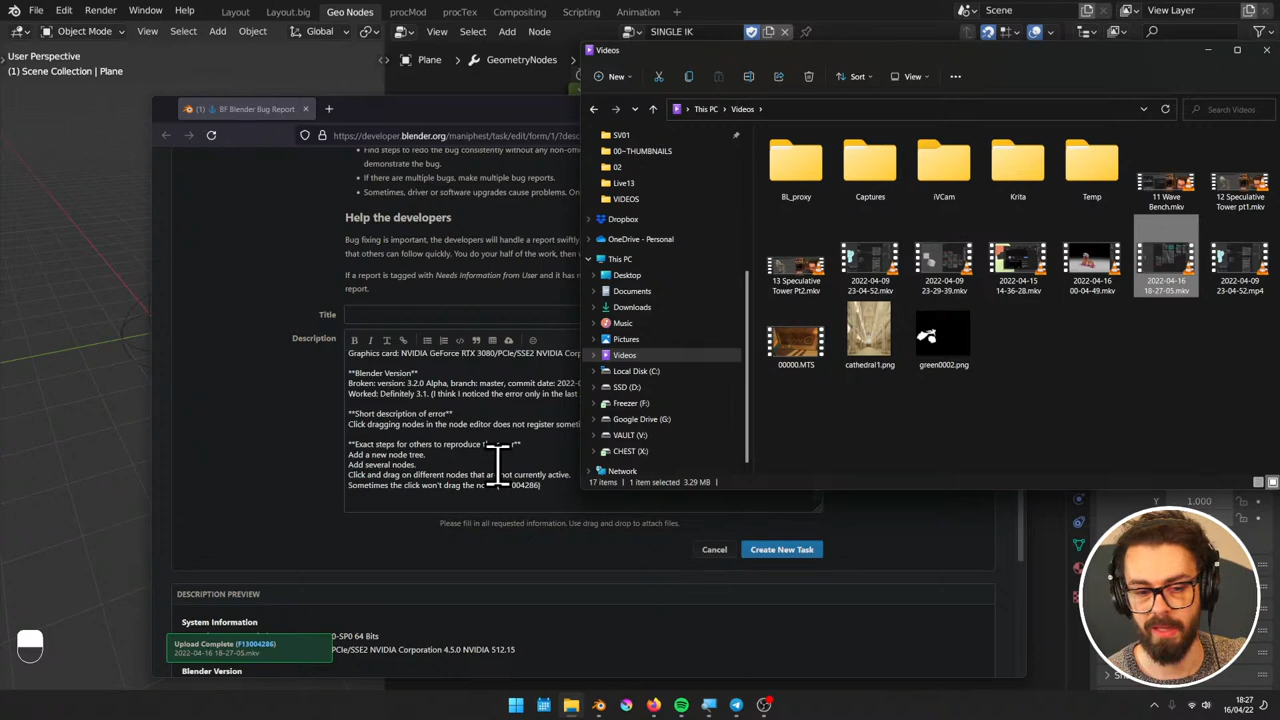 File Edit Render Window Help Layout Layout.big Geo Nodes procMod procTex Compositing Scripting Animation + Scene View Layer
Object Mode View Select Add Object Global View Select Add Node SINGLE IK
User Perspective
(1) Scene Collection | Plane
Plane > GeometryNodes
Videos
New Sort View
This PC > Videos > Search Videos
(1) BF Blender Bug Report
https://developer.blender.org/maniphest/task/edit/form/1/?desc
Find steps to redo the bug consistently without any non-
demonstrate the bug.
If there are multiple bugs, make multiple bug reports.
Sometimes, driver or software upgrades cause problems. On
Help the developers
Bug fixing is important, the developers will handle a report swiftly
that others can follow quickly. You do your half of the work, then
If a report is tagged with Needs Information from User and it has
report.
Title
Description
Graphics card: NVIDIA GeForce RTX 3080/PCIe/SSE2 NVIDIA Corp
**Blender Version**
Broken: version: 3.2.0 Alpha, branch: master, commit date: 2022-0
Worked: Definitely 3.1. (I think I noticed the error only in the last
**Short description of error**
Click dragging nodes in the node editor does not register someti
**Exact steps for others to reproduce
Add a new node tree.
Add several nodes.
Click and drag on different nodes that are not currently active.
Sometimes the click won't drag the 004286}
Please fill in all requested information. Use drag and drop to attach files.
Cancel Create New Task
DESCRIPTION PREVIEW
System Information
0-SP0 64 Bits
PCIe/SSE2 NVIDIA Corporation 4.5.0 NVIDIA 512.15
Blender Version
Upload Complete (F13004286)
2022-04-16 18-27-05.mkv
SV01
00~THUMBNAILS
02
Live13
VIDEOS
Dropbox
OneDrive - Personal
This PC
Desktop
Documents
Downloads
Music
Pictures
Videos
Local Disk (C:)
SSD (D:)
Freezer (F:)
Google Drive (G:)
VAULT (V:)
CHEST (X:)
Network
BL_proxy
Captures
iVCam
Krita
Temp
11 Wave
Bench.mkv
12 Speculative
Tower pt1.mkv
13 Speculative
Tower Pt2.mkv
2022-04-09
23-04-52.mkv
2022-04-09
23-29-39.mkv
2022-04-15
14-36-28.mkv
2022-04-16
00-04-49.mkv
2022-04-16
18-27-05.mkv
2022-04-09
23-04-52.mp4
00000.MTS
cathedral1.png
green0002.png
17 items 1 item selected 3.29 MB
1.000
18:27
16/04/22